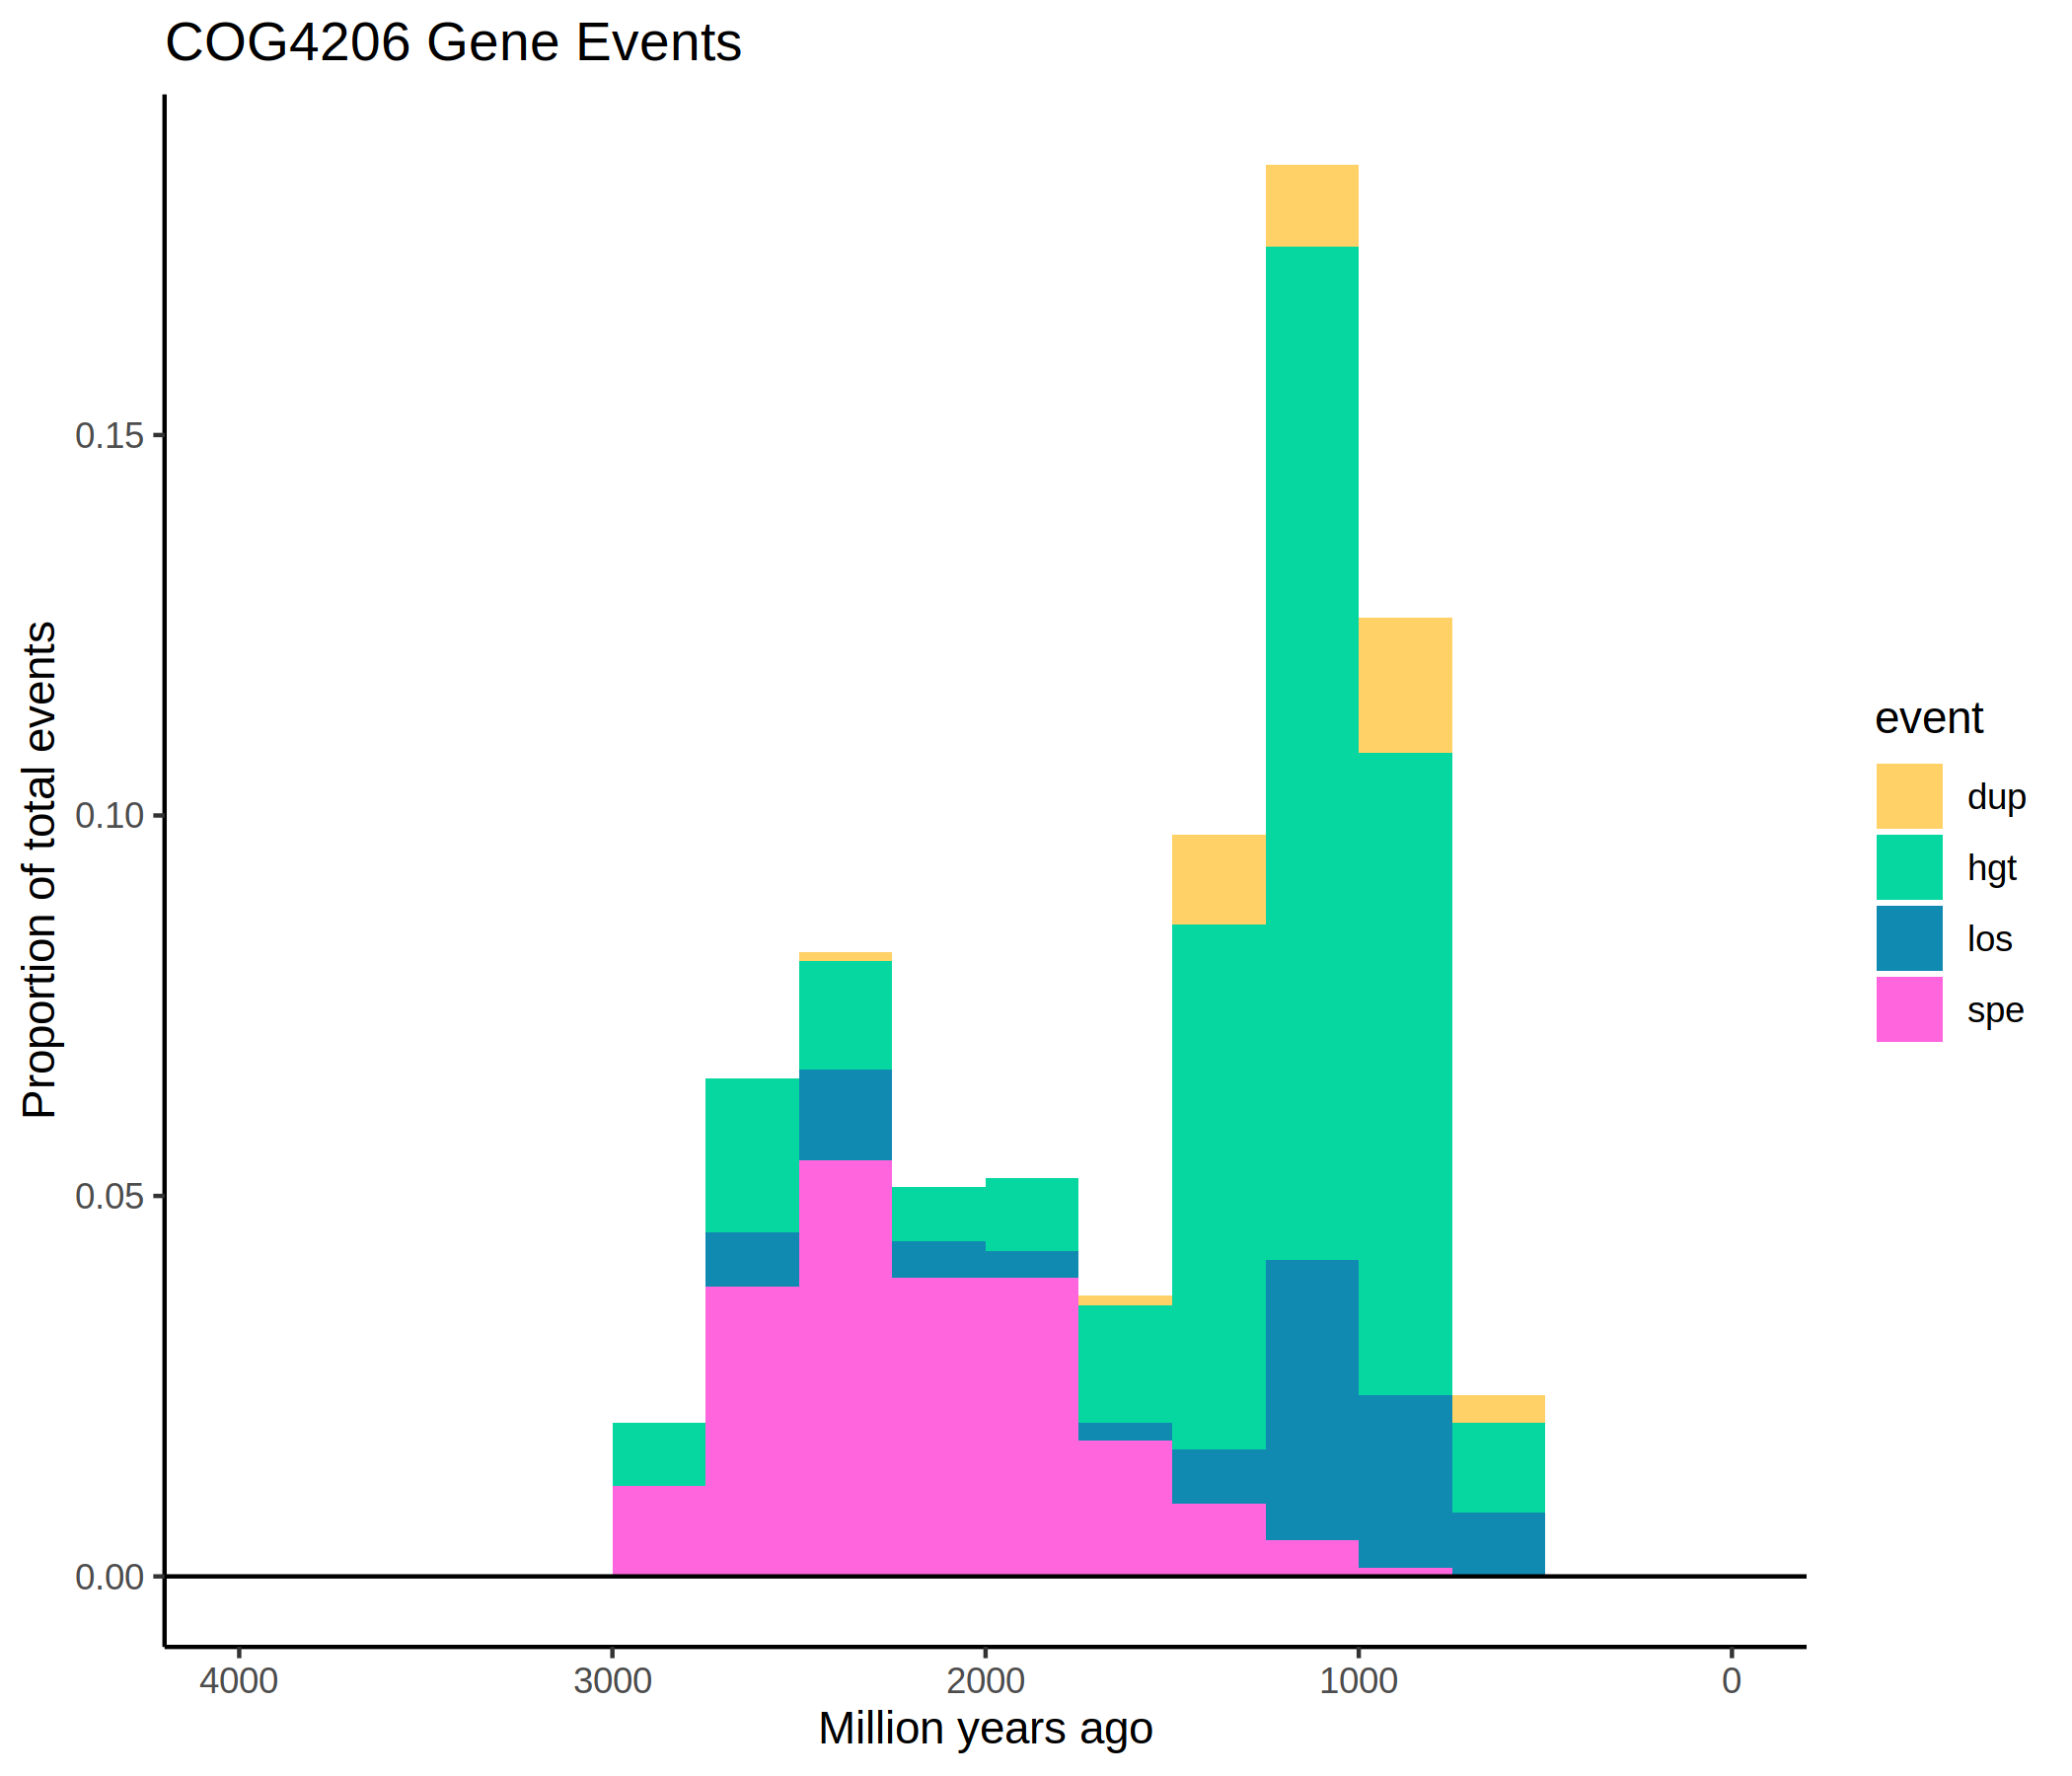 COG4206 Gene Events
Proportion of total events
0.15
0.10
0.05
0.00
4000 3000 2000 1000 0
Million years ago
event
dup
hgt
los
spe